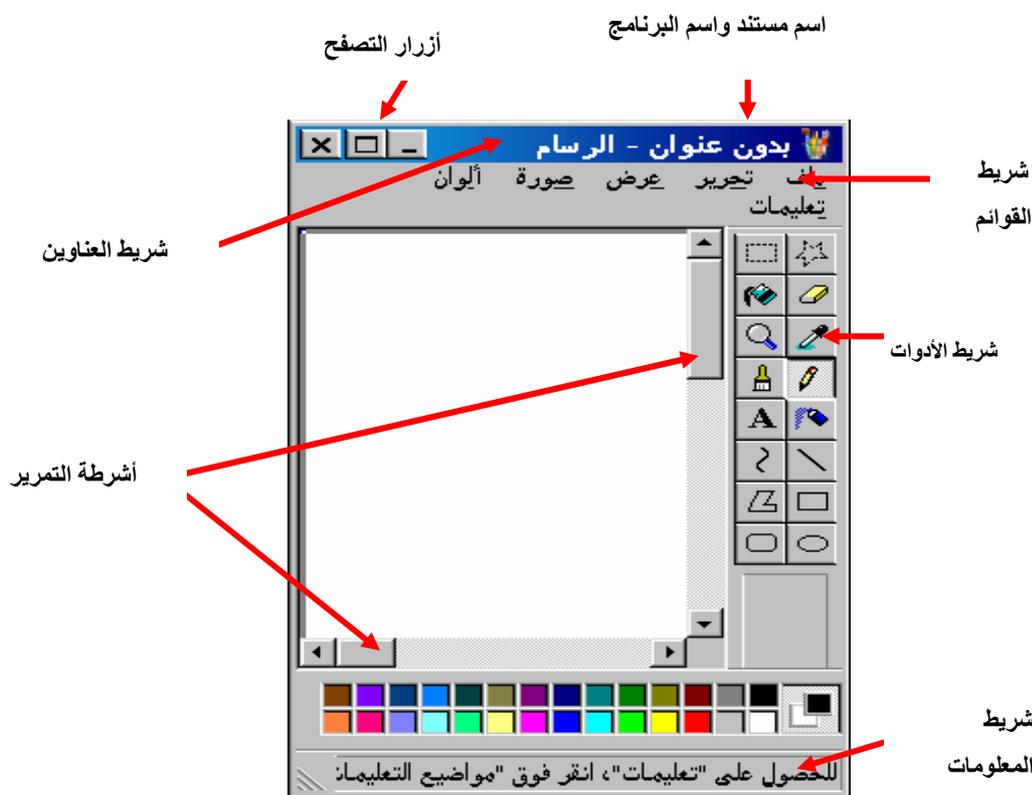 اسم مستند واسم البرنامج
أزرار التصفح
بدون عنوان - الرسام
ملف تحرير عرض صورة ألوان
تعليمات
شريط
القوائم
شريط العناوين
شريط الأدوات
A
أشرطة التمرير
شريط
المعلومات
للحصول على "تعليمات"، انقر فوق "مواضيع التعليمات